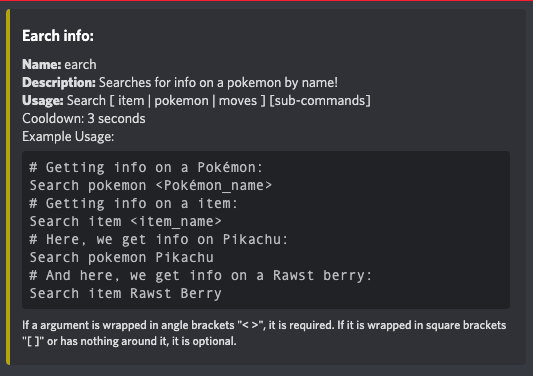 Earch info:
Name: earch
Description: Searches for info on a pokemon by name!
Usage: Search [ item | pokemon | moves ] [sub-commands]
Cooldown: 3 seconds
Example Usage:
# Getting info on a Pokémon:
Search pokemon <Pokémon_name>
# Getting info on a item:
Search item <item_name>
# Here, we get info on Pikachu:
Search pokemon Pikachu
# And here, we get info on a Rawst berry:
Search item Rawst Berry
If a argument is wrapped in angle brackets "< >", it is required. If it is wrapped in square brackets
"[ ]" or has nothing around it, it is optional.